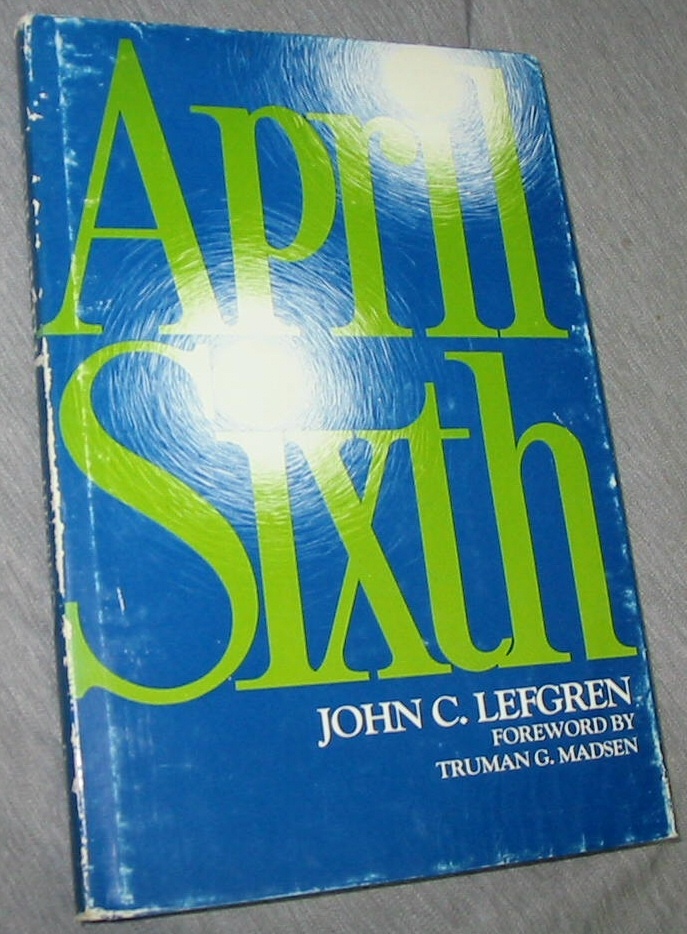 April
Sixth
JOHN C. LEFGREN
FOREWORD BY
TRUMAN G. MADSEN